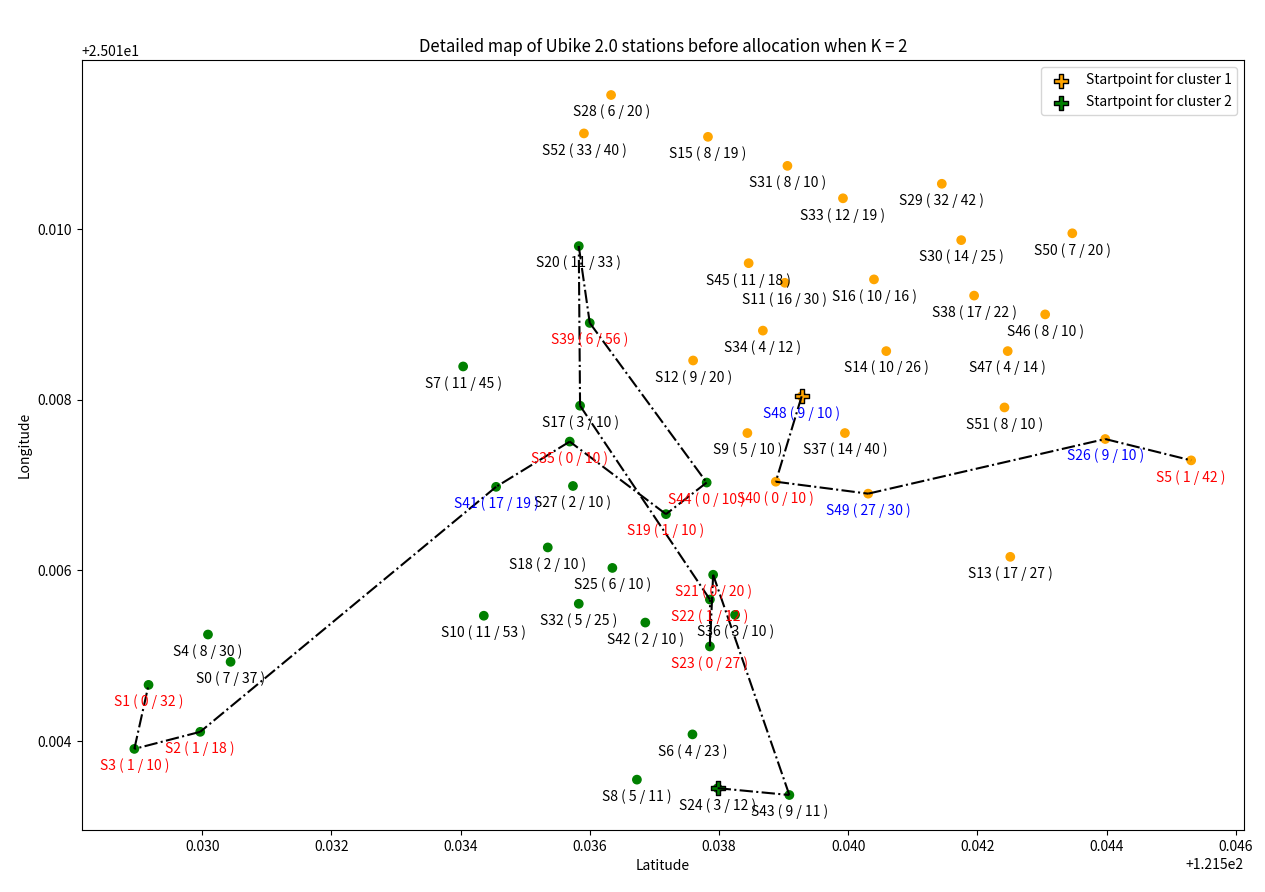 Detailed map of Ubike 2.0 stations before allocation when K = 2
+2.501e1
Startpoint for cluster 1
Startpoint for cluster 2
S28 ( 6 / 20 )
S52 ( 33 / 40 )
S15 ( 8 / 19 )
S31 ( 8 / 10 )
S29 ( 32 / 42 )
S33 ( 12 / 19 )
0.010
S50 ( 7 / 20 )
S30 ( 14 / 25 )
S20 ( 11 / 33 )
S45 ( 11 / 18 )
S11 ( 16 / 30 )
S16 ( 10 / 16 )
S38 ( 17 / 22 )
S46 ( 8 / 10 )
S39 ( 6 / 56 )
S34 ( 4 / 12 )
S14 ( 10 / 26 )
S47 ( 4 / 14 )
S12 ( 9 / 20 )
S7 ( 11 / 45 )
0.008
S48 ( 9 / 10 )
S17 ( 3 / 10 )
S51 ( 8 / 10 )
S9 ( 5 / 10 )
S37 ( 14 / 40 )
S35 ( 0 / 10 )
S26 ( 9 / 10 )
S5 ( 1 / 42 )
S41 ( 17 / 19 )
S27 ( 2 / 10 )
S44 ( 0 / 10 )
S40 ( 0 / 10 )
S49 ( 27 / 30 )
S19 ( 1 / 10 )
0.006
S18 ( 2 / 10 )
S25 ( 6 / 10 )
S13 ( 17 / 27 )
S21 ( 0 / 20 )
S32 ( 5 / 25 )
S10 ( 11 / 53 )
S42 ( 2 / 10 )
S36 ( 3 / 10 )
S4 ( 8 / 30 )
S23 ( 0 / 27 )
S0 ( 7 / 37 )
S1 ( 0 / 32 )
0.004
S2 ( 1 / 18 )
S6 ( 4 / 23 )
S3 ( 1 / 10 )
S8 ( 5 / 11 )
S24 ( 3 / 12 )
S43 ( 9 / 11 )
Longitude
0.030 0.032 0.034 0.036 0.038 0.040 0.042 0.044 0.046
Latitude
+1.215e2